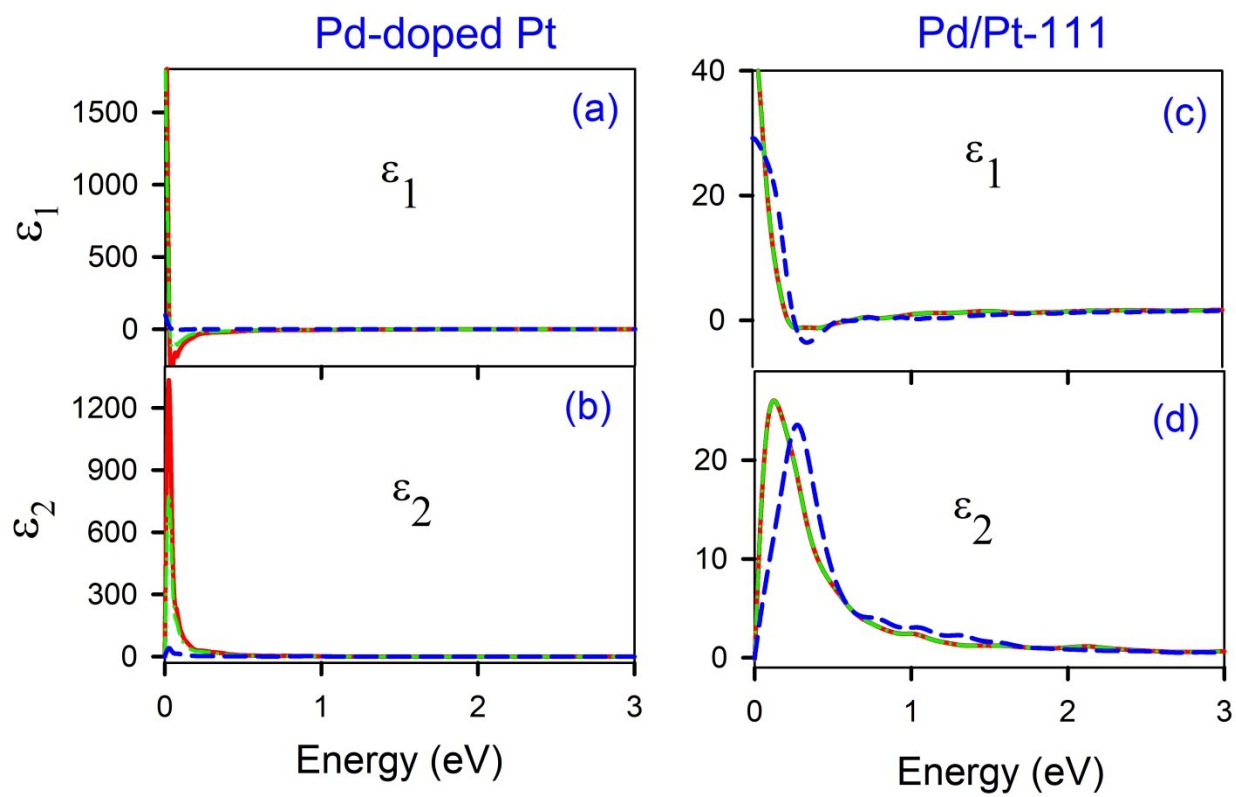 Pd-doped Pt
Pd/Pt-111
(a)
ε1
ε1
1500
1000
500
0
(b)
ε2
ε2
1200
900
600
300
0
0 1 2 3
Energy (eV)
(c)
ε1
40
20
0
(d)
ε2
20
10
0
0 1 2 3
Energy (eV)